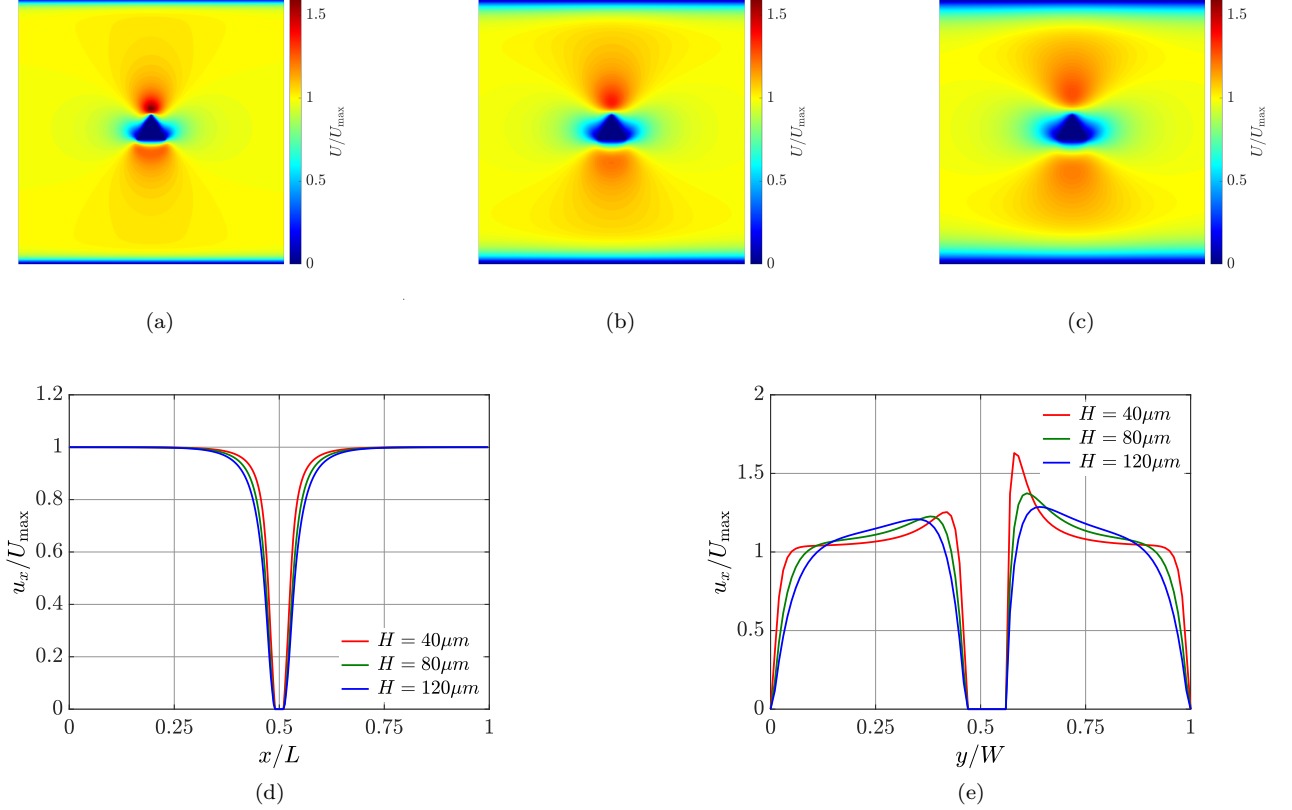 1.5
1
0.5
0
U/U_max
1.5
1
0.5
0
U/U_max
1.5
1
0.5
0
U/U_max
(a)
(b)
(c)
1.2
1
0.8
0.6
0.4
0.2
0
u_x/U_max
H = 40μm
H = 80μm
H = 120μm
0 0.25 0.5 0.75 1
x/L
(d)
2
1.5
1
0.5
0
u_x/U_max
H = 40μm
H = 80μm
H = 120μm
0 0.25 0.5 0.75 1
y/W
(e)